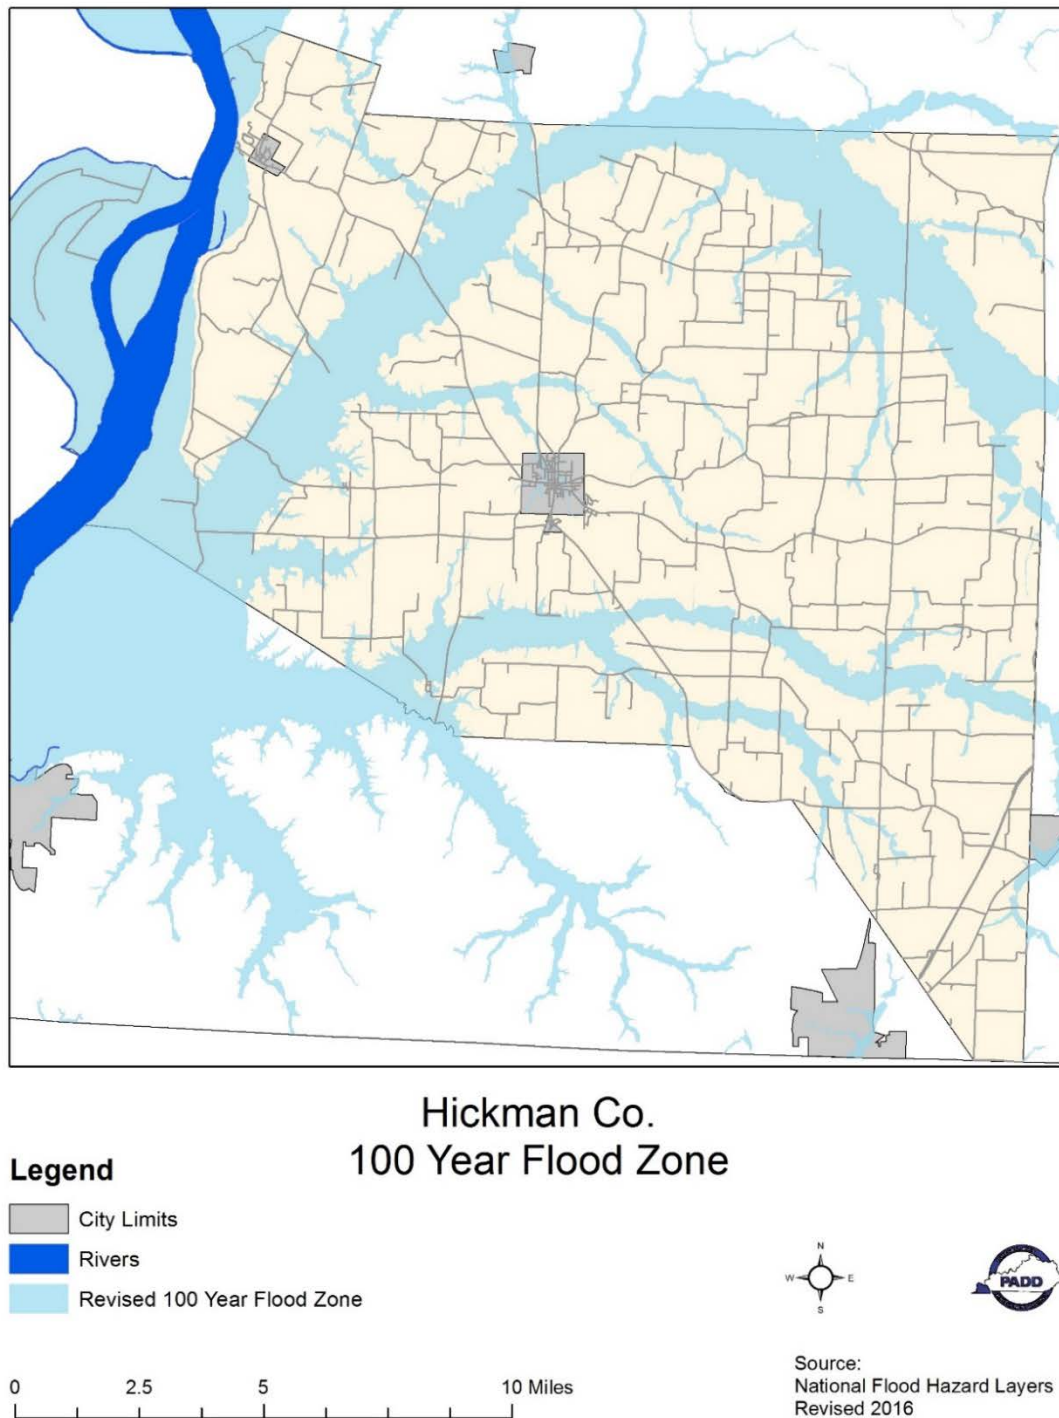 Hickman Co.
100 Year Flood Zone
Legend
City Limits
Rivers
Revised 100 Year Flood Zone
N
W
E
S
PADD
0 2.5 5 10 Miles
Source:
National Flood Hazard Layers
Revised 2016